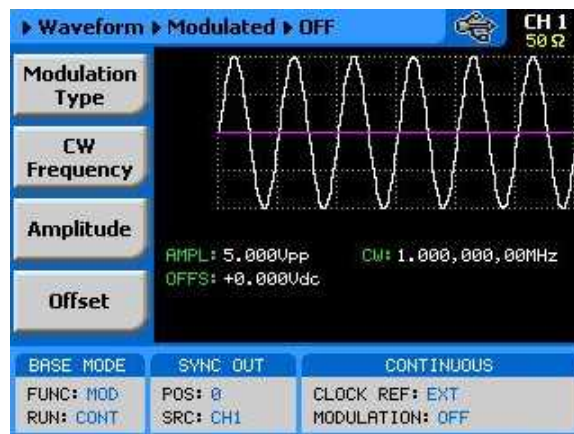 Waveform Modulated OFF
CH 1
50 Ω
Modulation
Type
CW
Frequency
Amplitude
Offset
AMPL: 5.000Vpp
CW: 1.000,000,00MHz
OFFS: +0.000Vdc
BASE MODE
FUNC: MOD
RUN: CONT
SYNC OUT
POS: 0
SRC: CH1
CONTINUOUS
CLOCK REF: EXT
MODULATION: OFF